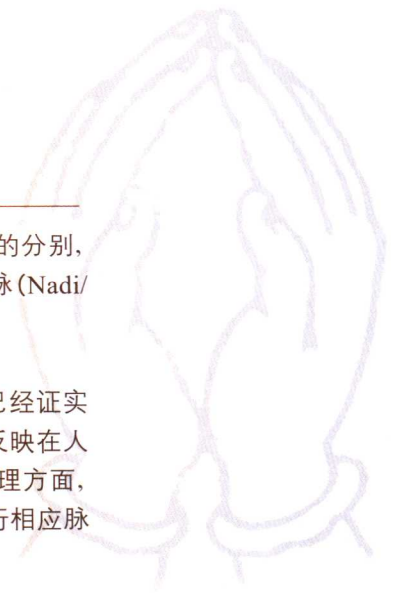 的分别,
脉(Nadi/
已经证实
反映在人
理方面,
行相应脉